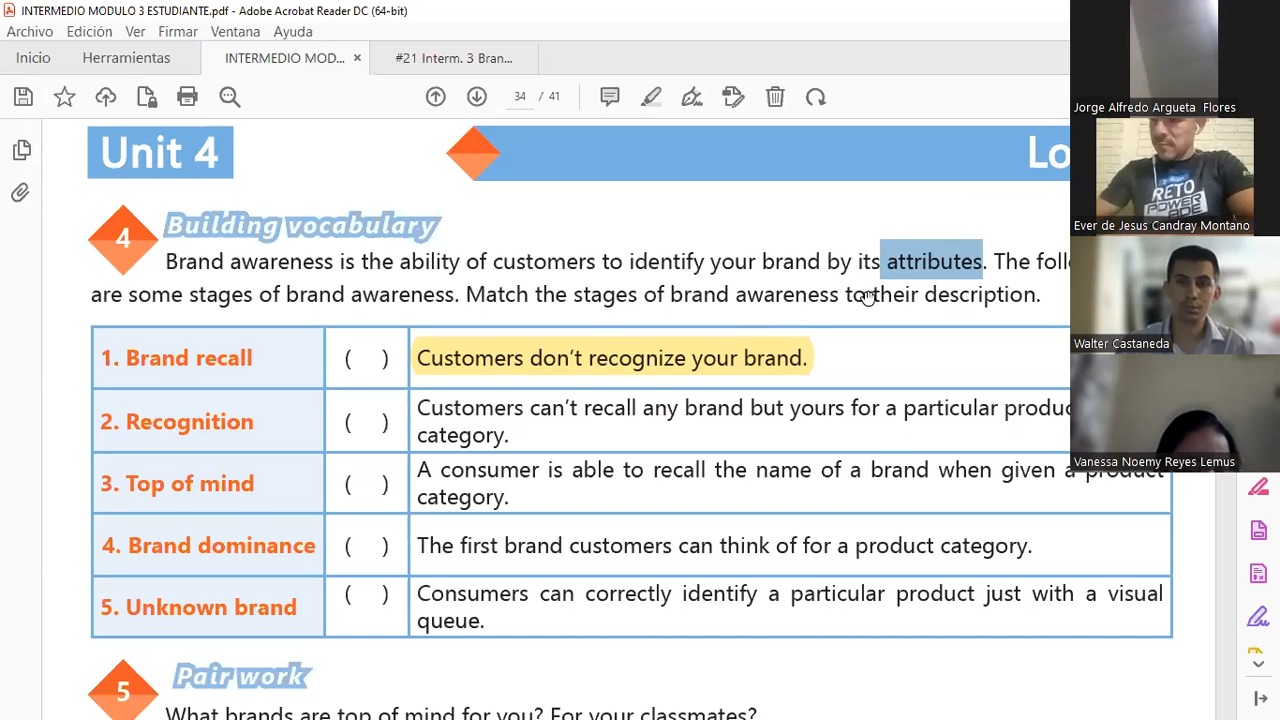 INTERMEDIO MODULO 3 ESTUDIANTE.pdf - Adobe Acrobat Reader DC (64-bit)
Archivo Edición Ver Firmar Ventana Ayuda
Inicio Herramientas INTERMEDIO MOD... × #21 Interm. 3 Bran...
34 / 41
Unit 4
Lo
4 Building vocabulary
Brand awareness is the ability of customers to identify your brand by its attributes. The foll
are some stages of brand awareness. Match the stages of brand awareness to their description.
1. Brand recall ( ) Customers don't recognize your brand.
2. Recognition ( ) Customers can't recall any brand but yours for a particular produc
category.
3. Top of mind ( ) A consumer is able to recall the name of a brand when given a product
category.
4. Brand dominance ( ) The first brand customers can think of for a product category.
5. Unknown brand ( ) Consumers can correctly identify a particular product just with a visual
queue.
5 Pair work
What brands are top of mind for you? For your classmates?
Jorge Alfredo Argueta Flores
RETO
POWER
ADE
Ever de Jesus Candray Montano
Walter Castaneda
Vanessa Noemy Reyes Lemus